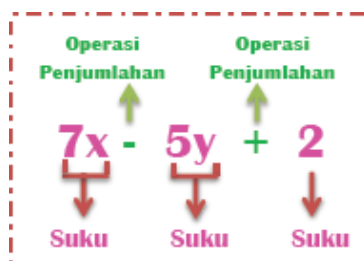 Operasi Operasi
Penjumlahan Penjumlahan
7x - 5y + 2
Suku Suku Suku